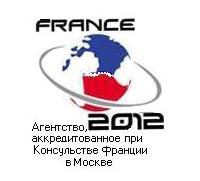 FRANCE
2012
Агентство,
аккредитованное при
Консульстве Франции
в Москве